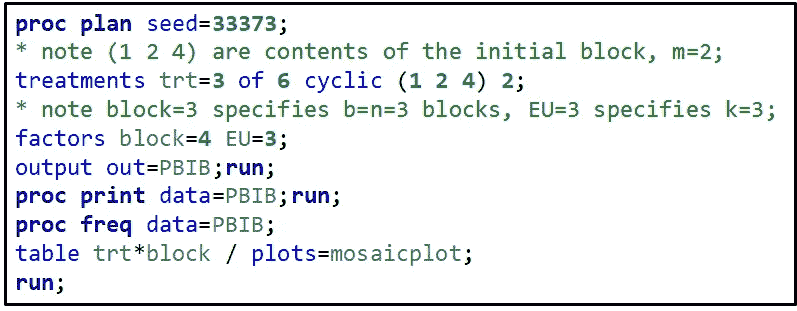 proc plan seed=33373;
* note (1 2 4) are contents of the initial block, m=2;
treatments trt=3 of 6 cyclic (1 2 4) 2;
* note block=3 specifies b=n=3 blocks, EU=3 specifies k=3;
factors block=4 EU=3;
output out=PBIB;run;
proc print data=PBIB;run;
proc freq data=PBIB;
table trt*block / plots=mosaicplot;
run;